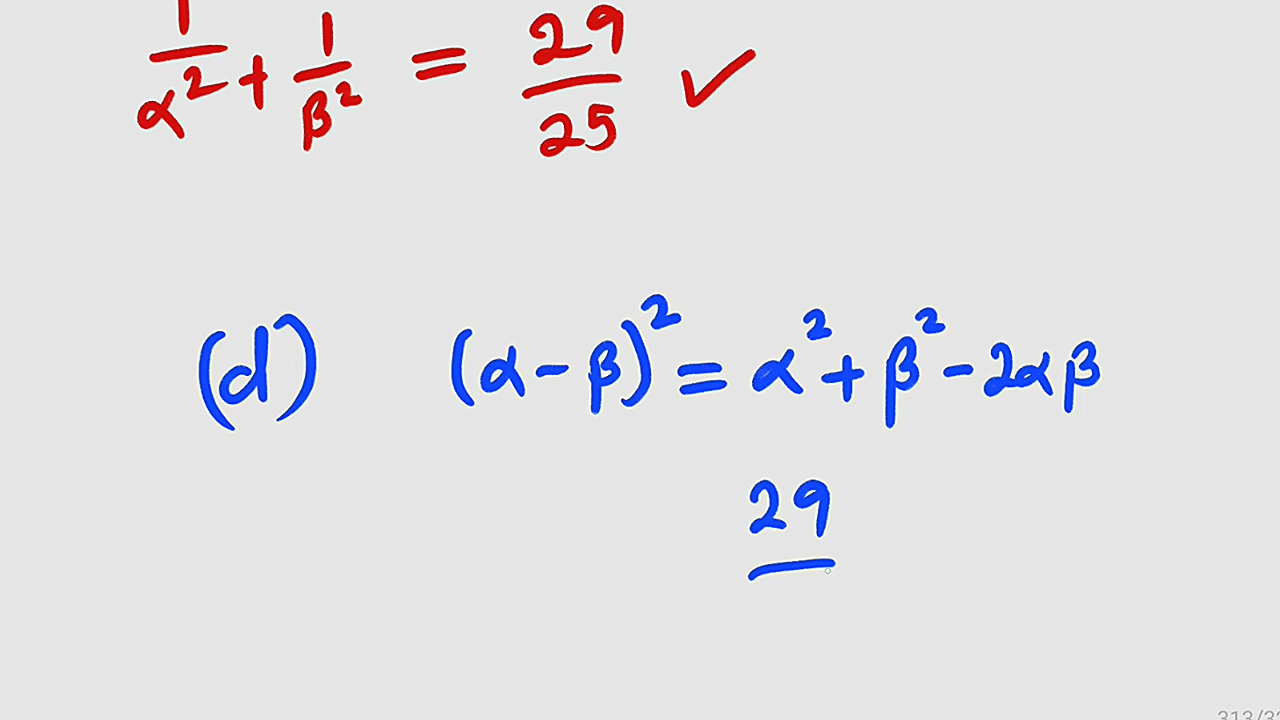 1/α² + 1/β² = 29/25 ✓
(d) (α - β)² = α² + β² - 2αβ
29